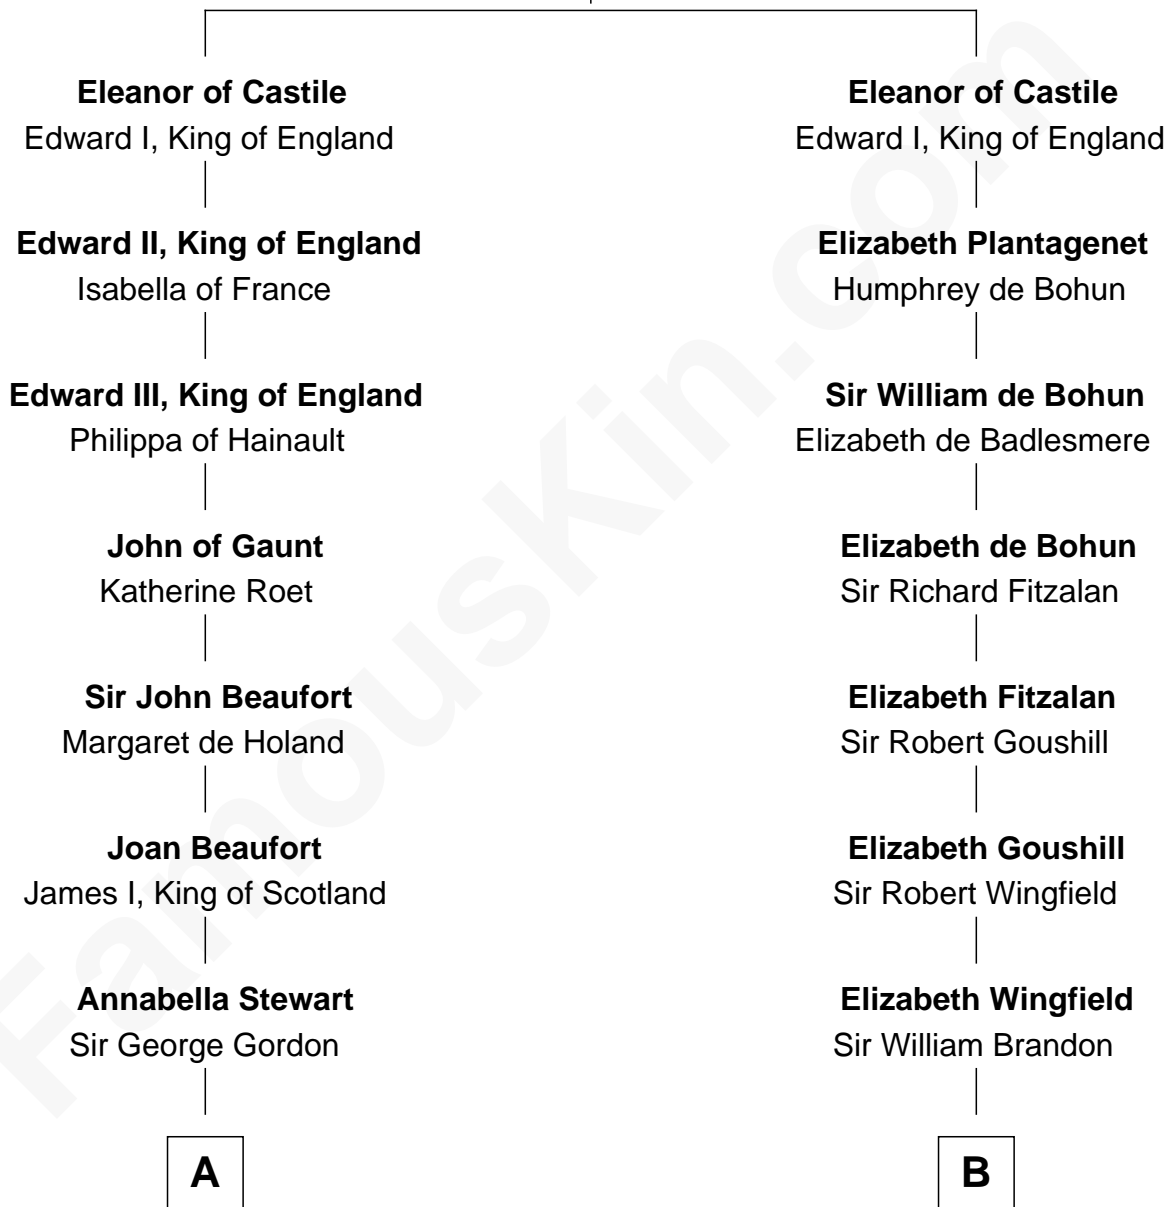 Eleanor of Castile
Edward I, King of England
Edward II, King of England
Isabella of France
Edward III, King of England
Philippa of Hainault
John of Gaunt
Katherine Roet
Sir John Beaufort
Margaret de Holand
Joan Beaufort
James I, King of Scotland
Annabella Stewart
Sir George Gordon
A
Eleanor of Castile
Edward I, King of England
Elizabeth Plantagenet
Humphrey de Bohun
Sir William de Bohun
Elizabeth de Badlesmere
Elizabeth de Bohun
Sir Richard Fitzalan
Elizabeth Fitzalan
Sir Robert Goushill
Elizabeth Goushill
Sir Robert Wingfield
Elizabeth Wingfield
Sir William Brandon
B
FamousKin.com